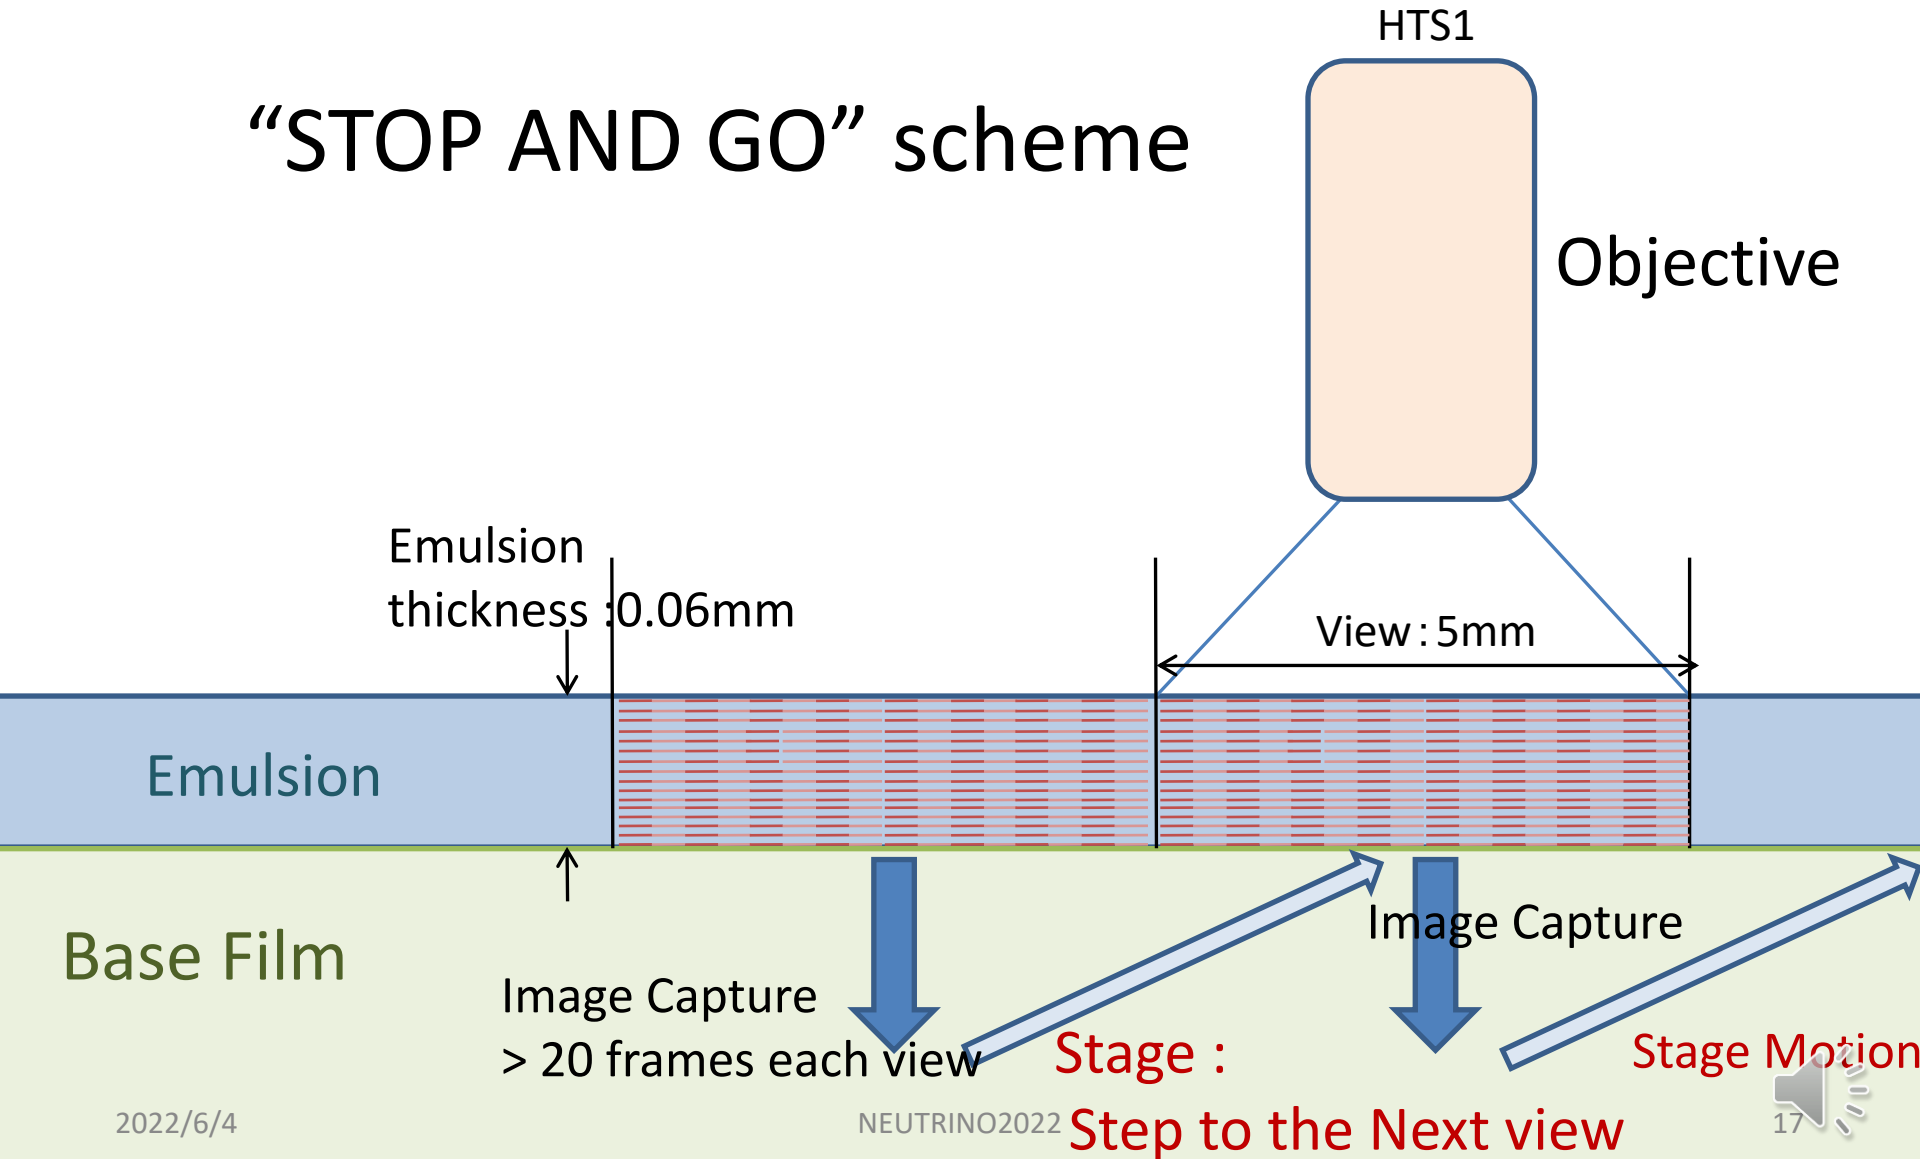 HTS1
“STOP AND GO” scheme
Objective
Emulsion
thickness :0.06mm
View : 5mm
Emulsion
Base Film
Image Capture
Image Capture
> 20 frames each view
Stage :
Step to the Next view
Stage Motion
2022/6/4
NEUTRINO2022
17